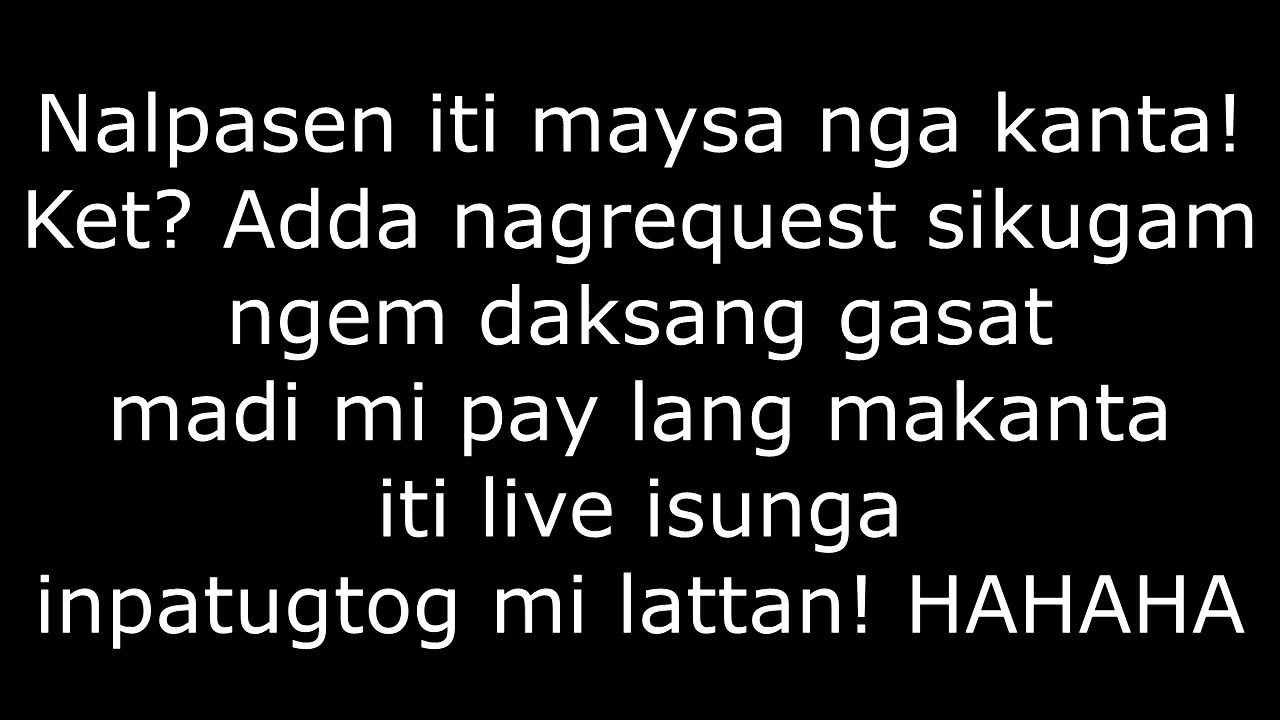 Nalpasen iti maysa nga kanta!
Ket? Adda nagrequest sikugam
ngem daksang gasat
madi mi pay lang makanta
iti live isunga
inpatugtog mi lattan! HAHAHA